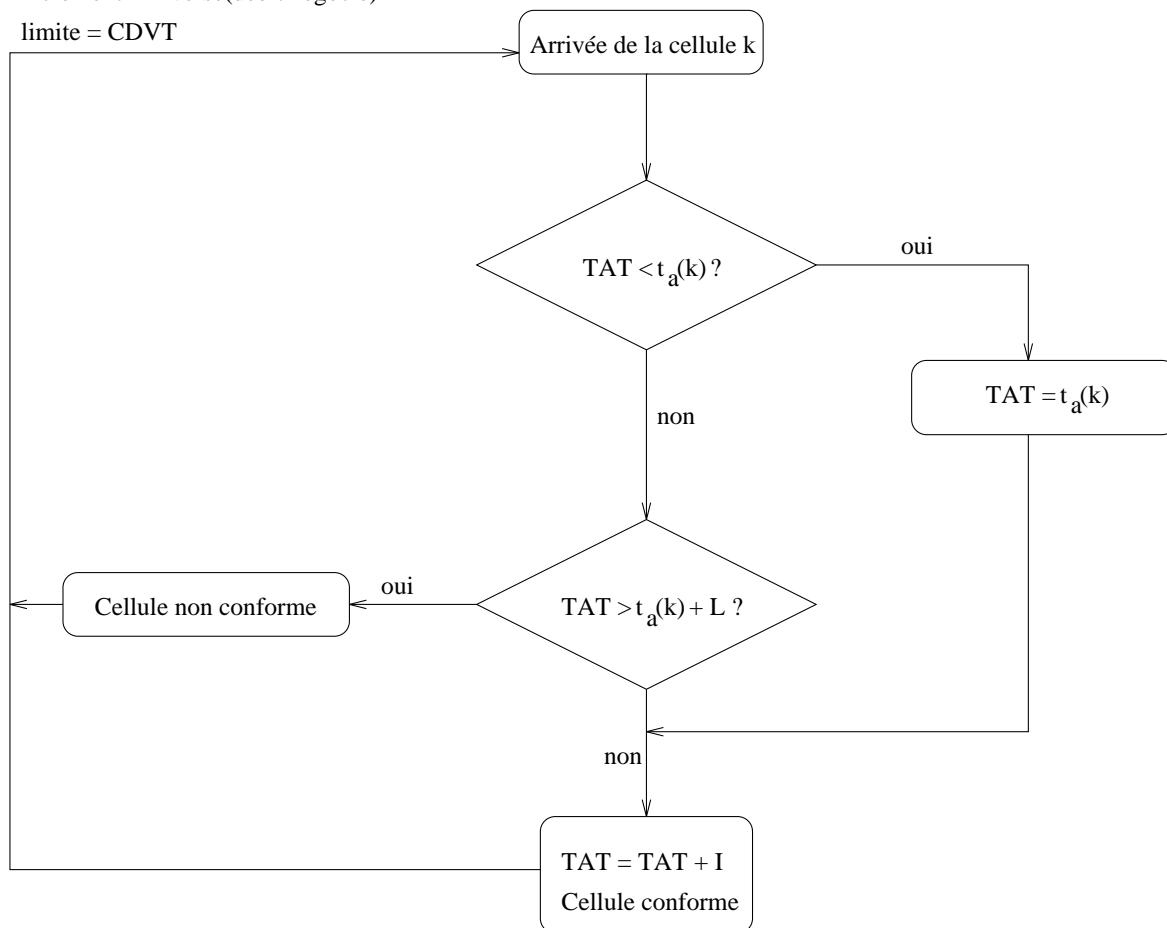 limite = CDVT
Arrivée de la cellule k
TAT < t a(k) ?
oui
TAT = t a(k)
non
TAT > t a(k) + L ?
oui
Cellule non conforme
non
TAT = TAT + I
Cellule conforme